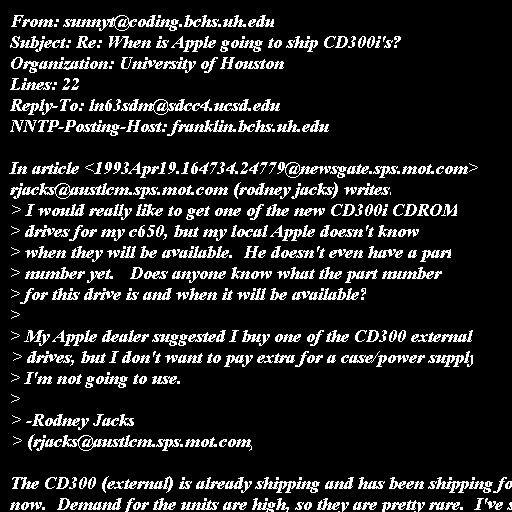 From: sunnyt@coding.bchs.uh.edu
Subject: Re: When is Apple going to ship CD300i's?
Organization: University of Houston
Lines: 22
Reply-To: ln63sdm@sdcc4.ucsd.edu
NNTP-Posting-Host: franklin.bchs.uh.edu

In article <1993Apr19.164734.24779@newsgate.sps.mot.com>
rjacks@austlcm.sps.mot.com (rodney jacks) writes:
> I would really like to get one of the new CD300i CDROM
> drives for my c650, but my local Apple doesn't know
> when they will be available.  He doesn't even have a part
> number yet.   Does anyone know what the part number
> for this drive is and when it will be available?
>
> My Apple dealer suggested I buy one of the CD300 external
> drives, but I don't want to pay extra for a case/power supply
> I'm not going to use.
>
> -Rodney Jacks
> (rjacks@austlcm.sps.mot.com)

The CD300 (external) is already shipping and has been shipping fo
now.  Demand for the units are high, so they are pretty rare.  I've s